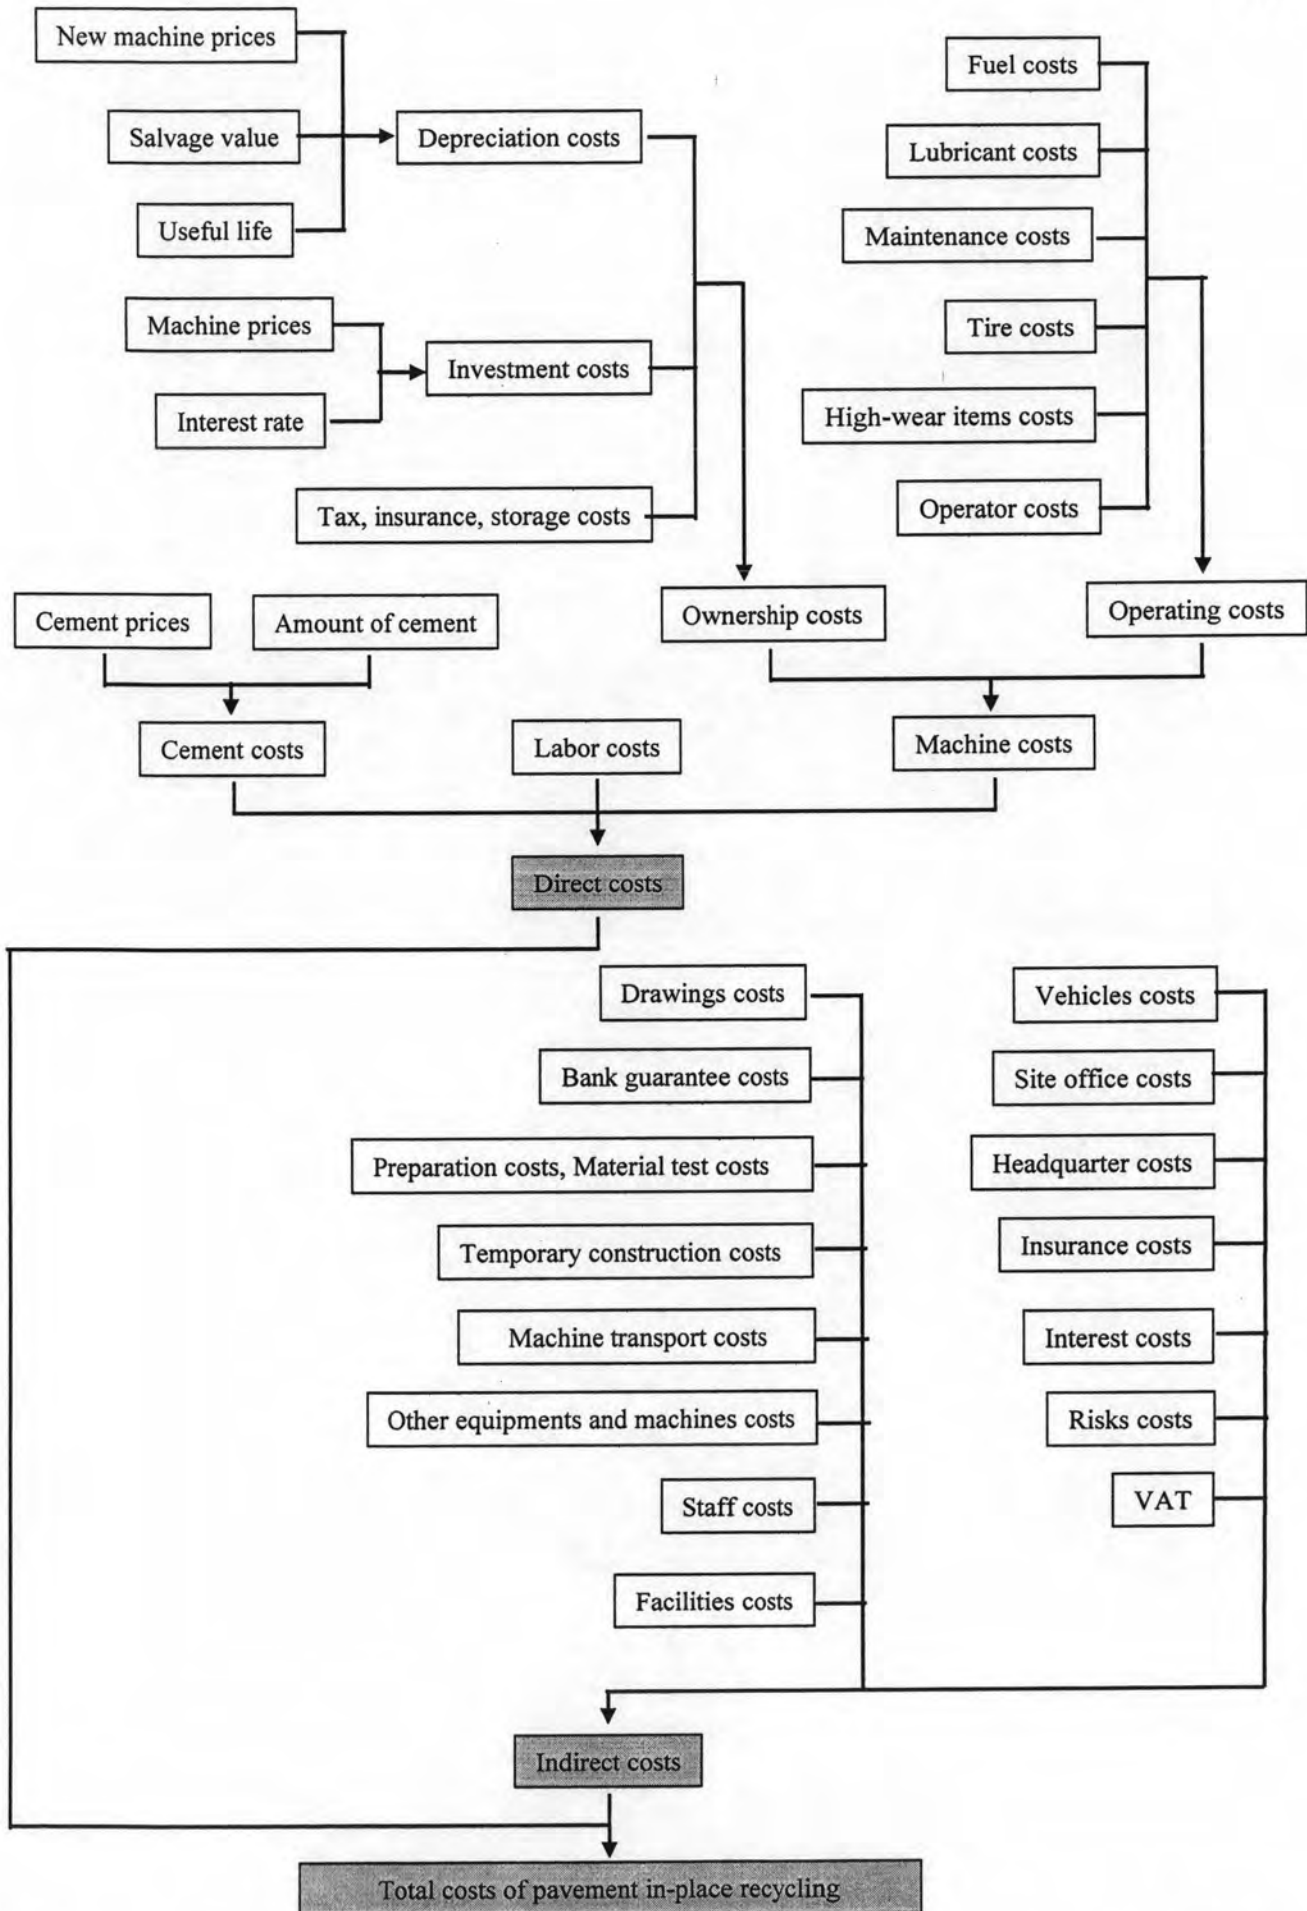 New machine prices
Fuel costs
Salvage value
Depreciation costs
Lubricant costs
Useful life
Maintenance costs
Machine prices
Tire costs
Investment costs
Interest rate
High-wear items costs
Tax, insurance, storage costs
Operator costs
Cement prices
Amount of cement
Ownership costs
Operating costs
Cement costs
Labor costs
Machine costs
Direct costs
Drawings costs
Vehicles costs
Bank guarantee costs
Site office costs
Preparation costs, Material test costs
Headquarter costs
Temporary construction costs
Insurance costs
Machine transport costs
Interest costs
Other equipments and machines costs
Risks costs
Staff costs
VAT
Facilities costs
Indirect costs
Total costs of pavement in-place recycling